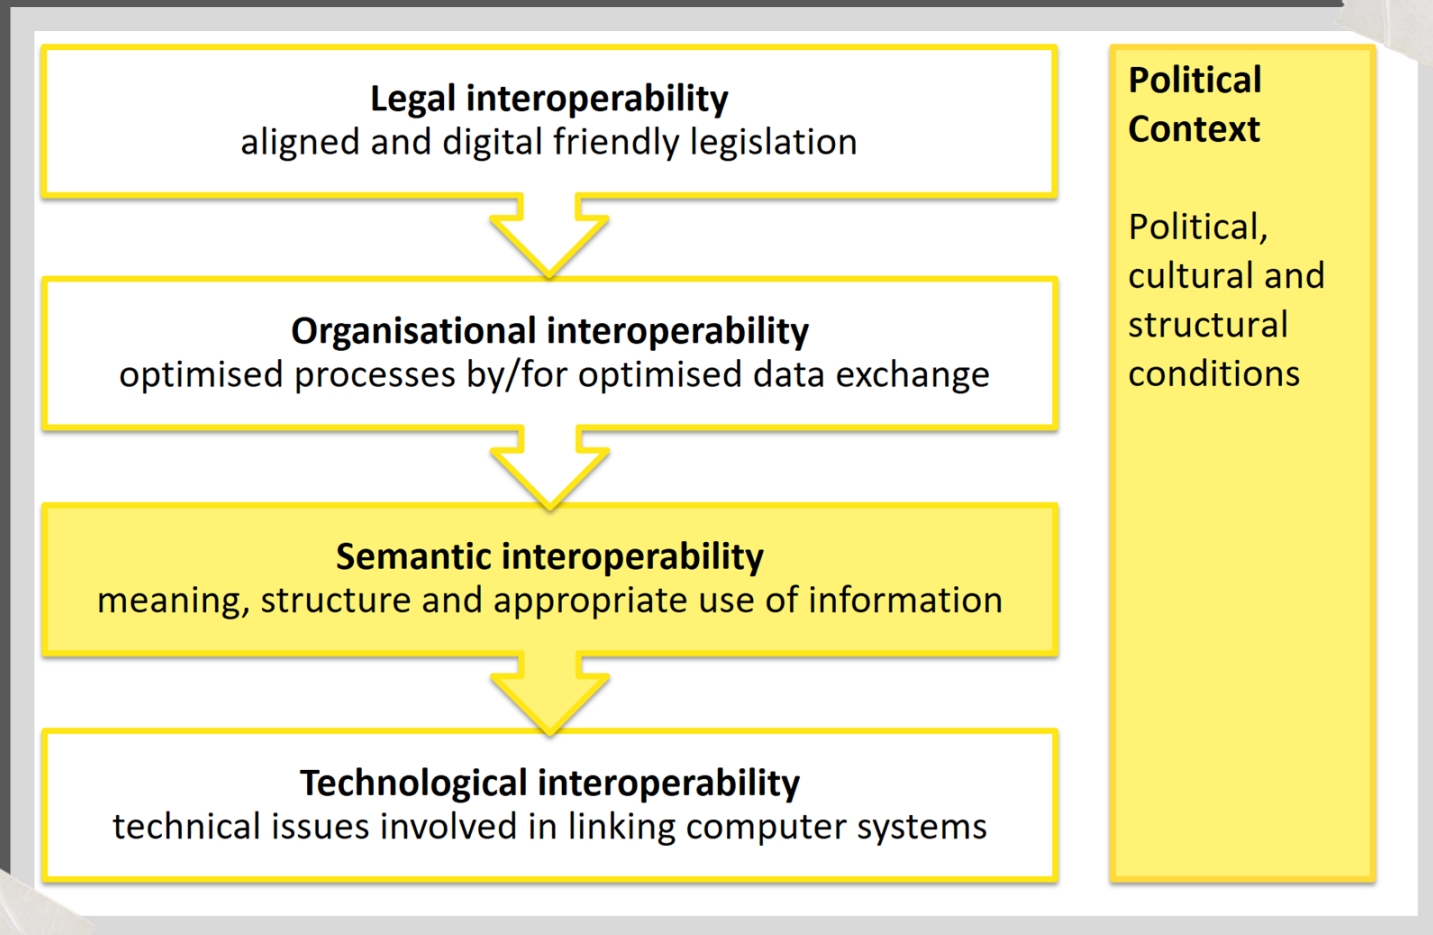 Legal interoperability
aligned and digital friendly legislation
Organisational interoperability
optimised processes by/for optimised data exchange
Semantic interoperability
meaning, structure and appropriate use of information
Technological interoperability
technical issues involved in linking computer systems
Political
Context
Political,
cultural and
structural
conditions